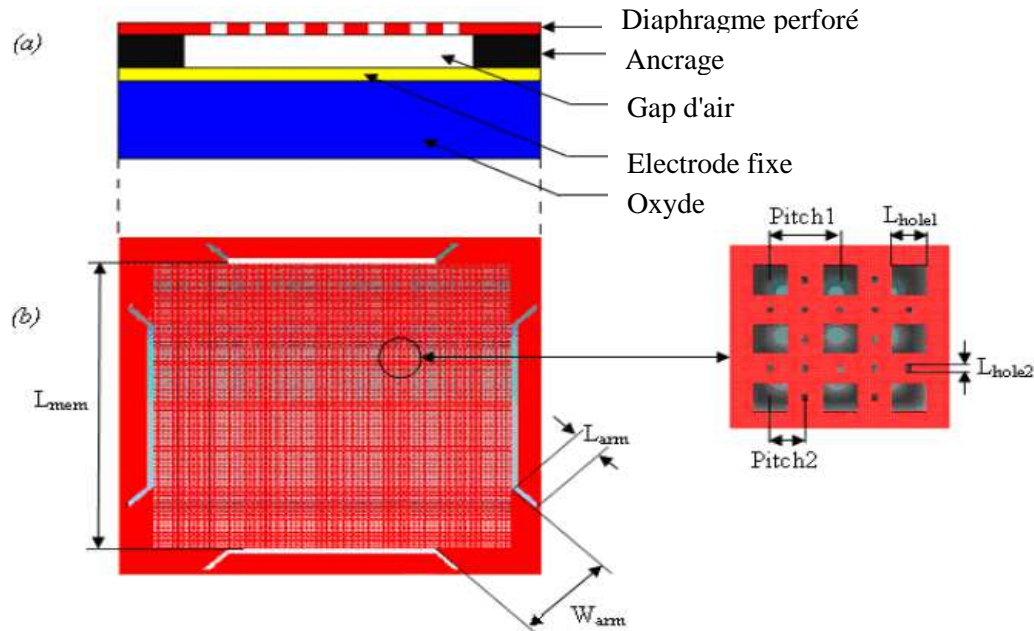 (a)
Diaphragme perforé
Ancrage
Gap d'air
Electrode fixe
Oxyde
Pitch1
Lhole1
(b)
Lmem
Larm
Lhole2
Pitch2
Warm